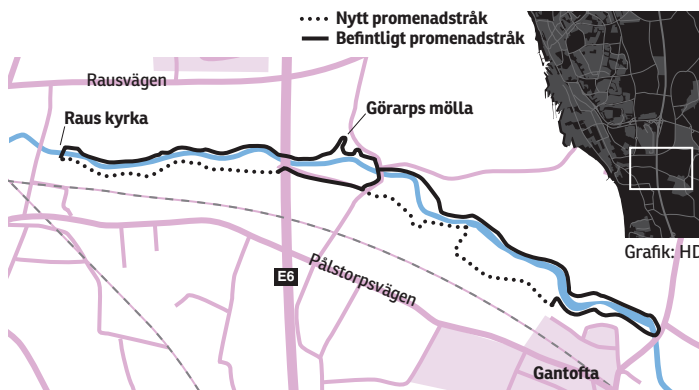 Nytt promenadstråk
Befintligt promenadstråk
Rausvägen
Görarps mölla
Raus kyrka
Grafik: HD
E6
Pålstorpsvägen
Gantofta